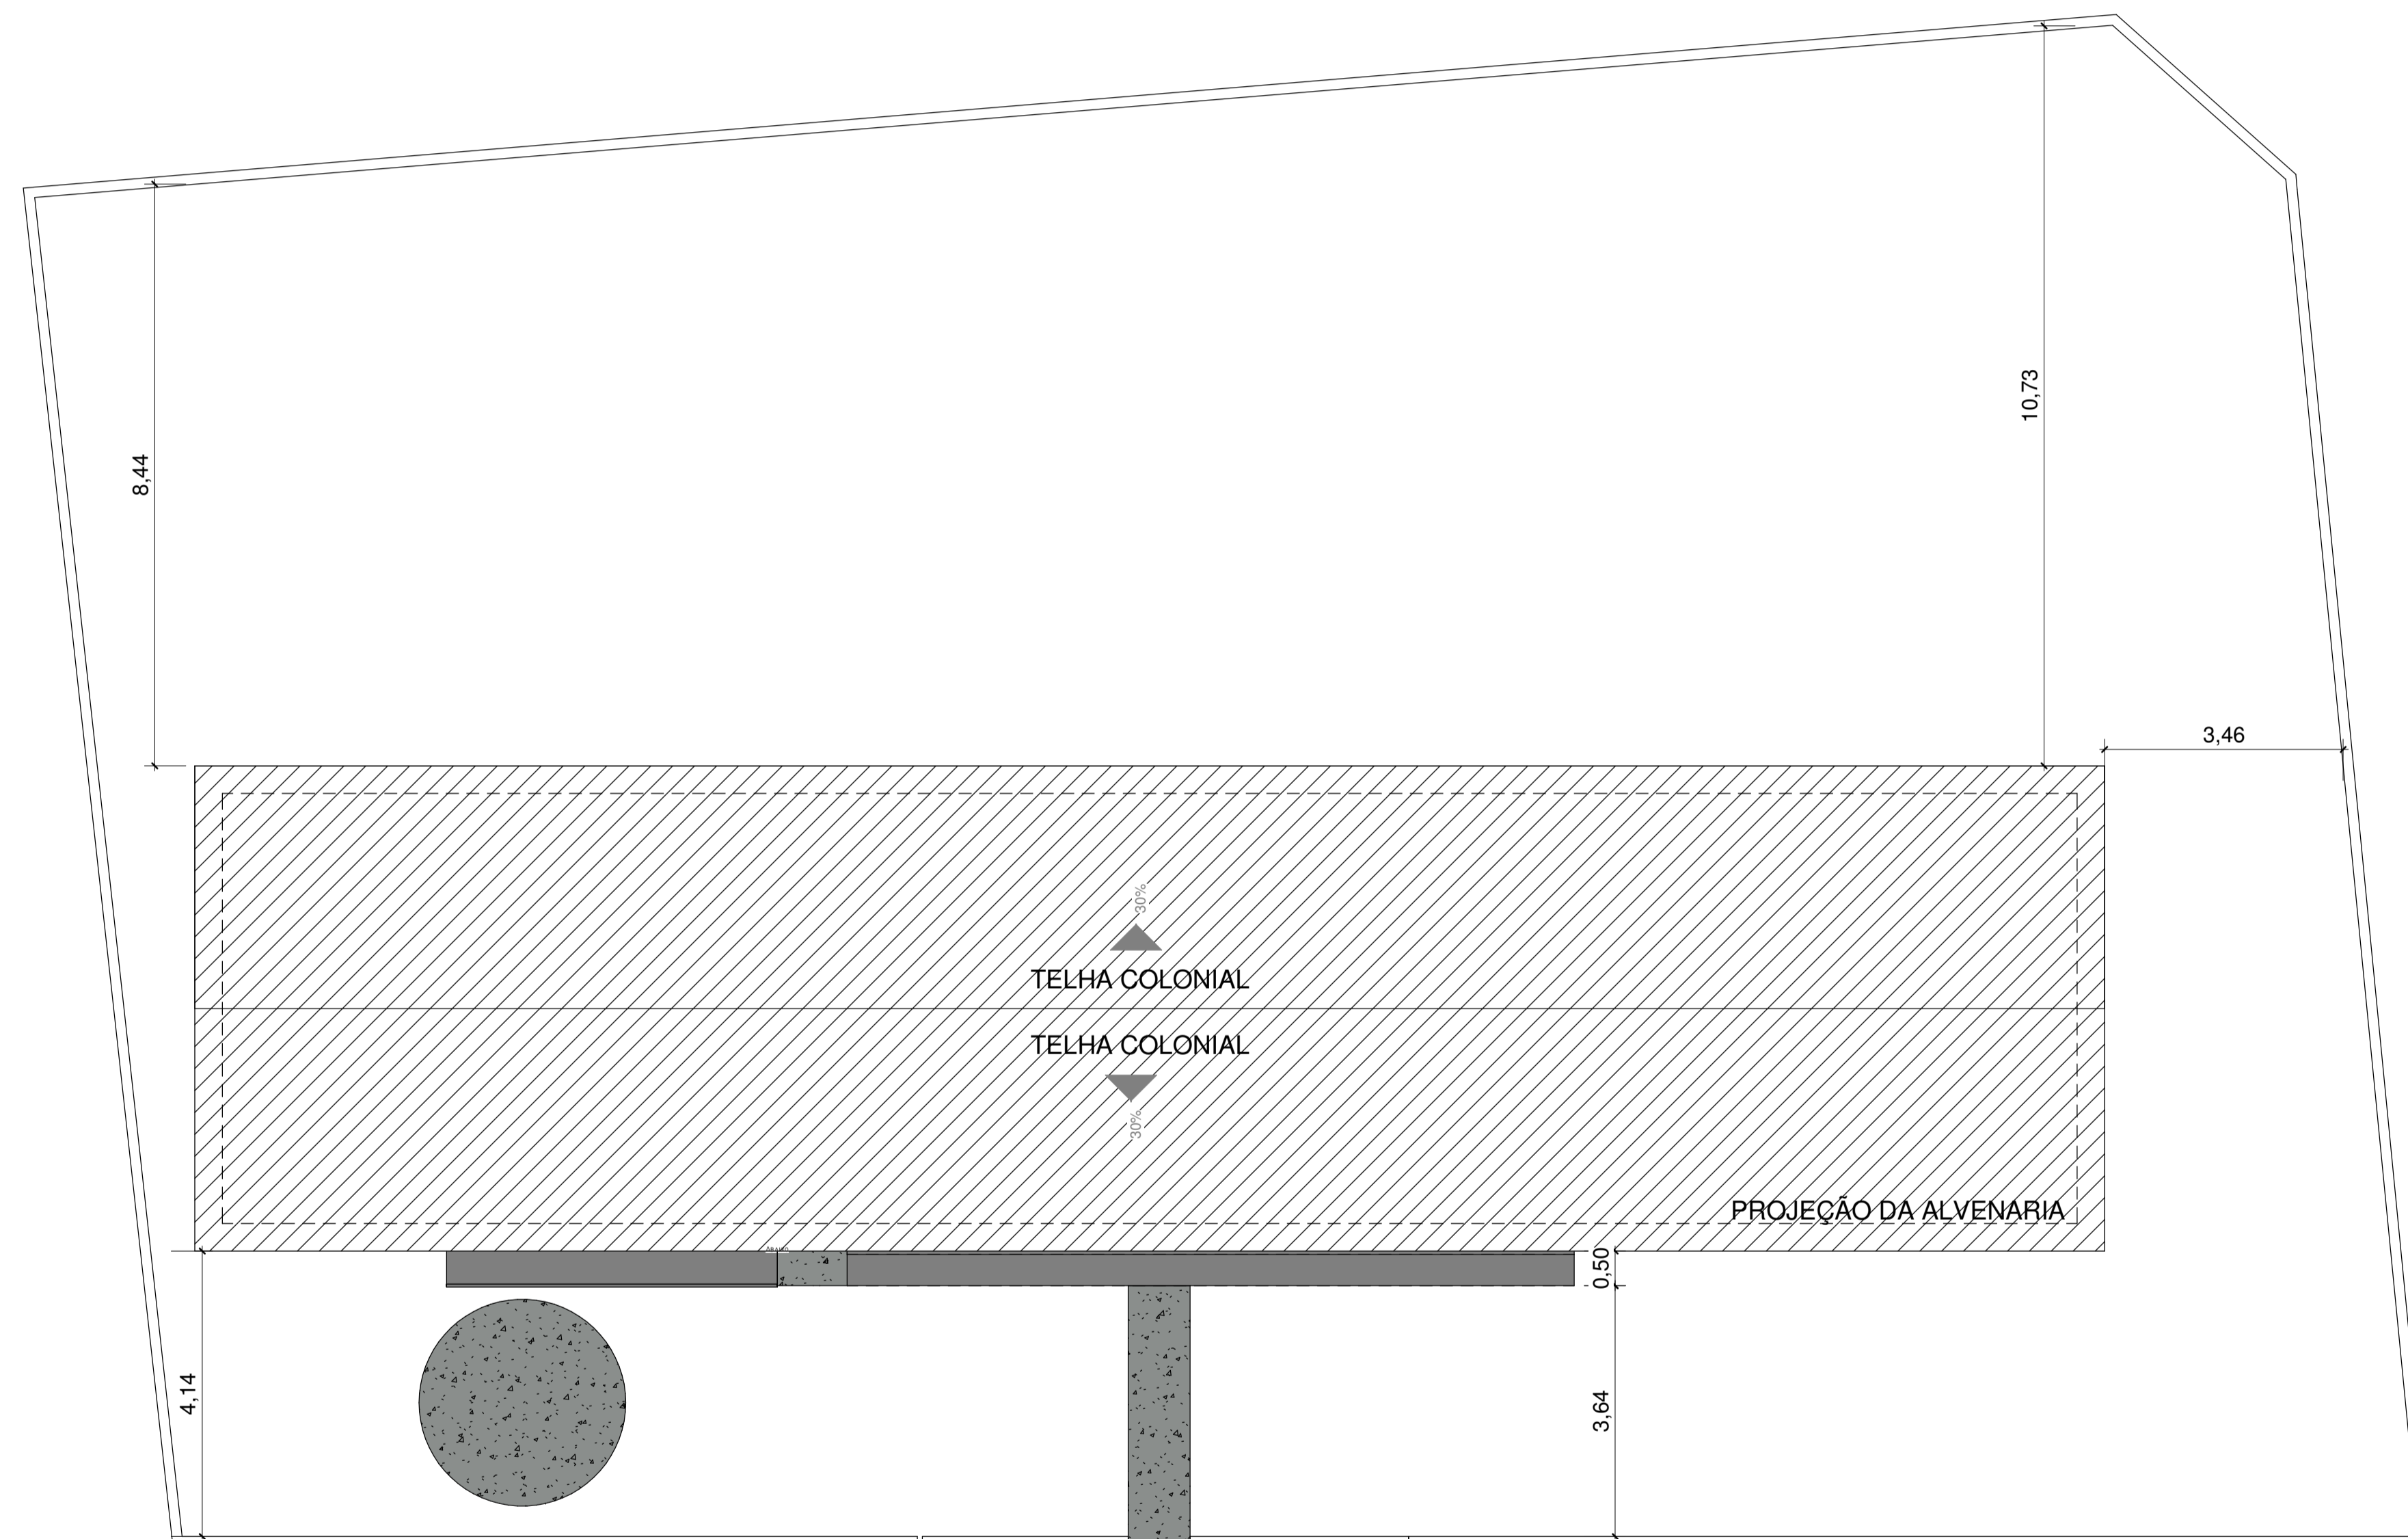 10,73
8,44
3,46
30%
TELHA COLONIAL
TELHA COLONIAL
30%
PROJEÇÃO DA ALVENARIA
0,50
4,14
3,64